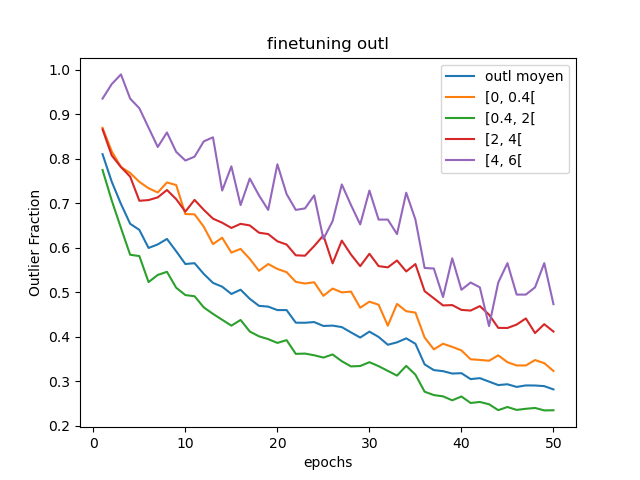 finetuning outl
outl moyen
[0, 0.4[
[0.4, 2[
[2, 4[
[4, 6[
Outlier Fraction
1.0
0.9
0.8
0.7
0.6
0.5
0.4
0.3
0.2
0 10 20 30 40 50
epochs